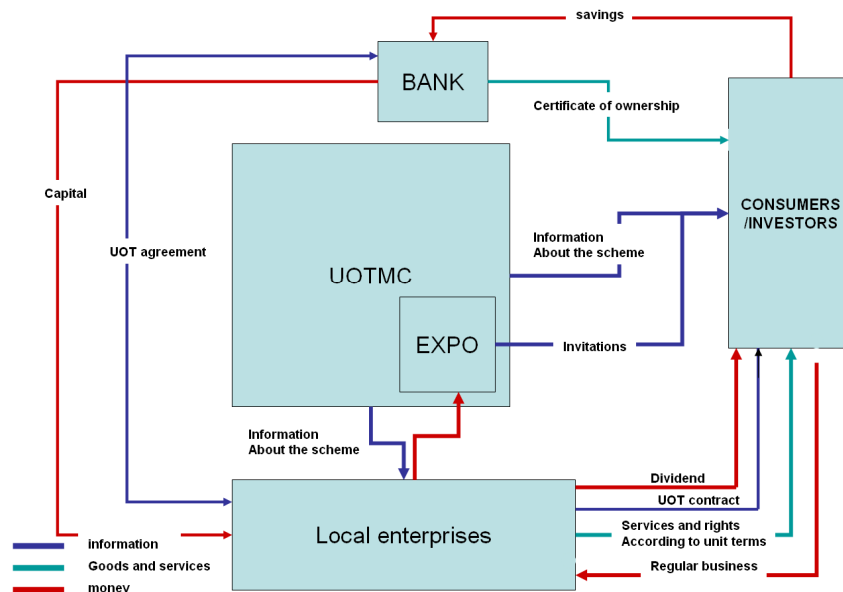 savings
BANK
Certificate of ownership
Capital
CONSUMERS
/INVESTORS
Information
About the scheme
UOT agreement
UOTMC
EXPO
Invitations
Information
About the scheme
Dividend
UOT contract
Local enterprises
Services and rights
According to unit terms
Regular business
information
Goods and services
money